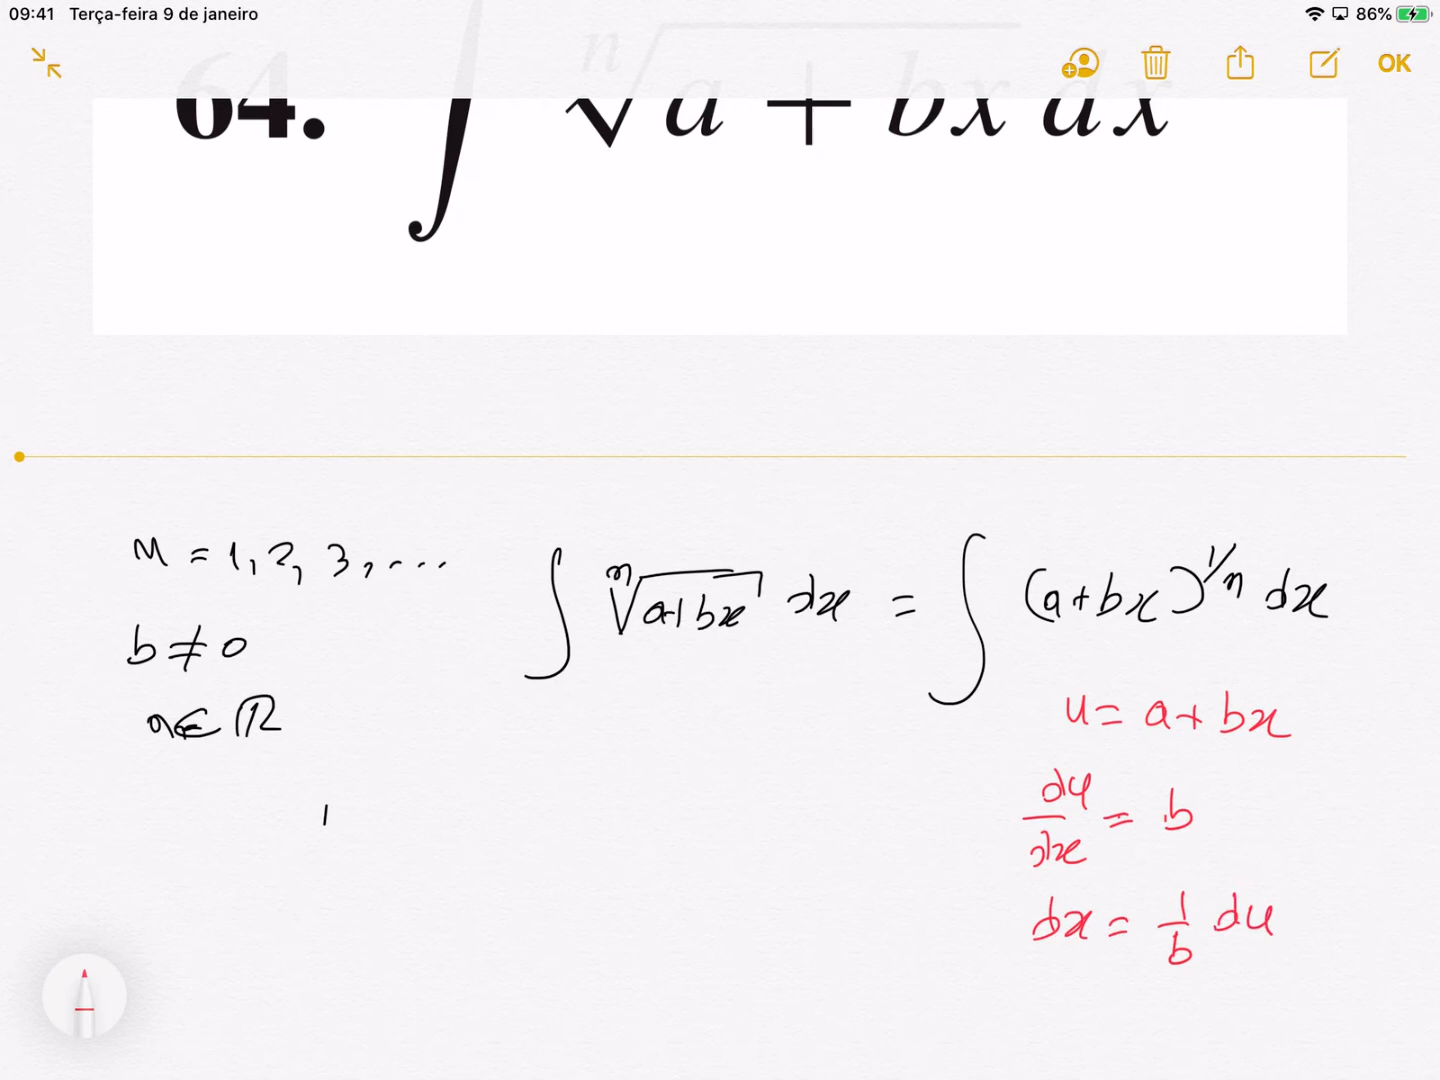 09:41 Terça-feira 9 de janeiro 86%
OK
64. ∫ ⁿ√a + bx dx
n = 1, 2, 3, ...
∫ ⁿ√a+bx dx = ∫ (a+bx)^1/n dx
b ≠ 0
a ∈ ℝ
u = a + bx
du/dx = b
dx = 1/b du